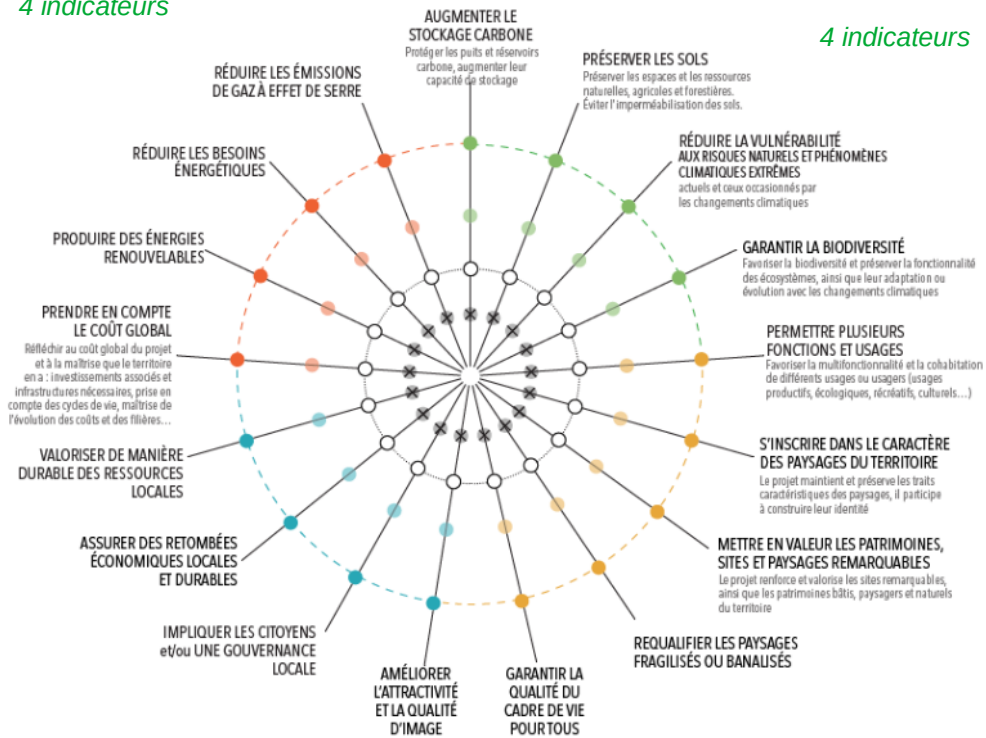 4 indicateurs
4 indicateurs
AUGMENTER LE
STOCKAGE CARBONE
Protéger les puits et réservoirs
carbone, augmenter leur
capacité de stockage
PRÉSERVER LES SOLS
Préserver les espaces et les ressources
naturelles, agricoles et forestières.
Éviter l'imperméabilisation des sols.
RÉDUIRE LA VULNÉRABILITÉ
AUX RISQUES NATURELS ET PHÉNOMÈNES
CLIMATIQUES EXTRÊMES
actuels et ceux occasionnés par
les changements climatiques
GARANTIR LA BIODIVERSITÉ
Favoriser la biodiversité et préserver la fonctionnalité
des écosystèmes, ainsi que leur adaptation ou
évolution avec les changements climatiques
PERMETTRE PLUSIEURS
FONCTIONS ET USAGES
Favoriser la multifonctionnalité et la cohabitation
de différents usages ou usagers (usages
productifs, écologiques, récréatifs, culturels...)
S'INSCRIRE DANS LE CARACTÈRE
DES PAYSAGES DU TERRITOIRE
Le projet maintient et préserve les traits
caractéristiques des paysages, il participe
à construire leur identité
METTRE EN VALEUR LES PATRIMOINES,
SITES ET PAYSAGES REMARQUABLES
Le projet renforce et valorise les sites remarquables,
ainsi que les patrimoines bâtis, paysagers et naturels
du territoire
REQUALIFIER LES PAYSAGES
FRAGILISÉS OU BANALISÉS
GARANTIR LA
QUALITÉ DU
CADRE DE VIE
POUR TOUS
AMÉLIORER
L'ATTRACTIVITÉ
ET LA QUALITÉ
D'IMAGE
IMPLIQUER LES CITOYENS
et/ou UNE GOUVERNANCE
LOCALE
ASSURER DES RETOMBÉES
ÉCONOMIQUES LOCALES
ET DURABLES
VALORISER DE MANIÈRE
DURABLE DES RESSOURCES
LOCALES
PRENDRE EN COMPTE
LE COÛT GLOBAL
Réfléchir au coût global du projet
et à la maîtrise que le territoire
en a : investissements associés et
infrastructures nécessaires, prise en
compte des cycles de vie, maîtrise de
l'évolution des coûts et des filières...
PRODUIRE DES ÉNERGIES
RENOUVELABLES
RÉDUIRE LES BESOINS
ÉNERGÉTIQUES
RÉDUIRE LES ÉMISSIONS
DE GAZ À EFFET DE SERRE